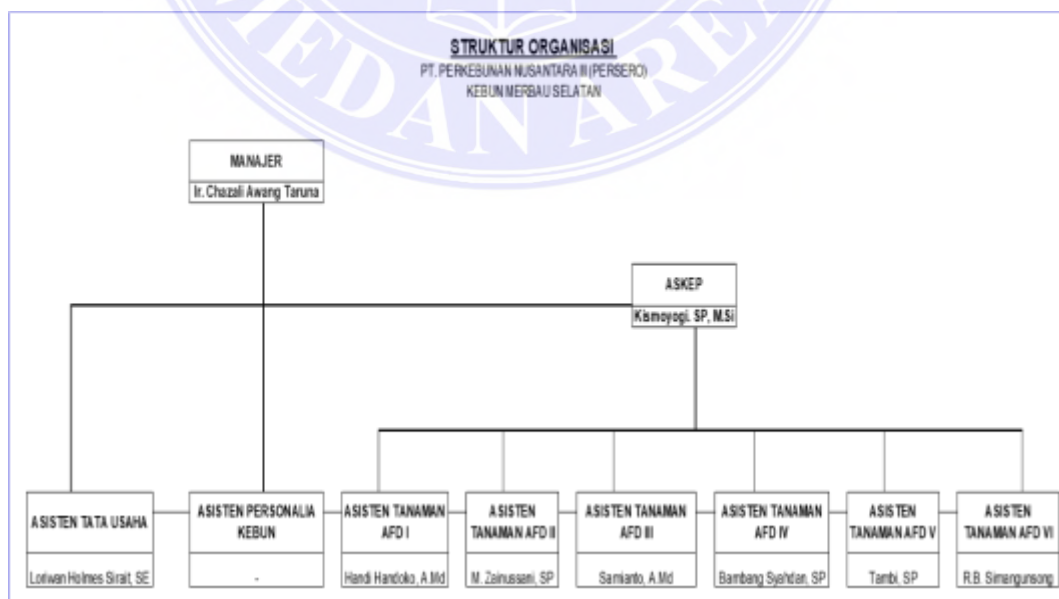 MEDAN AREA
STRUKTUR ORGANISASI
PT. PERKEBUNAN NUSANTARA III (PERSERO)
KEBUN MERBAU SELATAN
MANAJER
Ir. Chazali Awang Taruna
ASKEP
Kismoyogi. SP, M.Si
ASISTEN TATA USAHA
Loriwan Holmes Sirait, SE
ASISTEN PERSONALIA
KEBUN
-
ASISTEN TANAMAN
AFD I
Handi Handoko, A.Md
ASISTEN
TANAMAN AFD II
M. Zainussani, SP
ASISTEN TANAMAN
AFD III
Samianto, A.Md
ASISTEN TANAMAN
AFD IV
Bambang Syahdan, SP
ASISTEN
TANAMAN AFD V
Tambi, SP
ASISTEN
TANAMAN AFD VI
R.B. Simangunsong